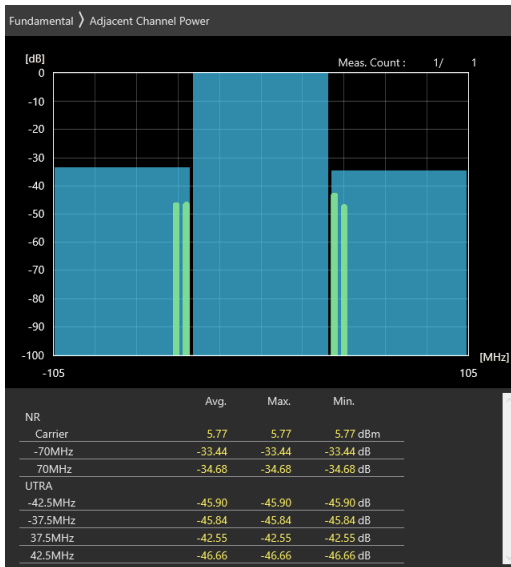 Fundamental 〉 Adjacent Channel Power
[dB]
Meas. Count : 1/ 1
0
-10
-20
-30
-40
-50
-60
-70
-80
-90
-100
[MHz]
-105 105
Avg. Max. Min.
NR
Carrier 5.77 5.77 5.77 dBm
-70MHz -33.44 -33.44 -33.44 dB
70MHz -34.68 -34.68 -34.68 dB
UTRA
-42.5MHz -45.90 -45.90 -45.90 dB
-37.5MHz -45.84 -45.84 -45.84 dB
37.5MHz -42.55 -42.55 -42.55 dB
42.5MHz -46.66 -46.66 -46.66 dB